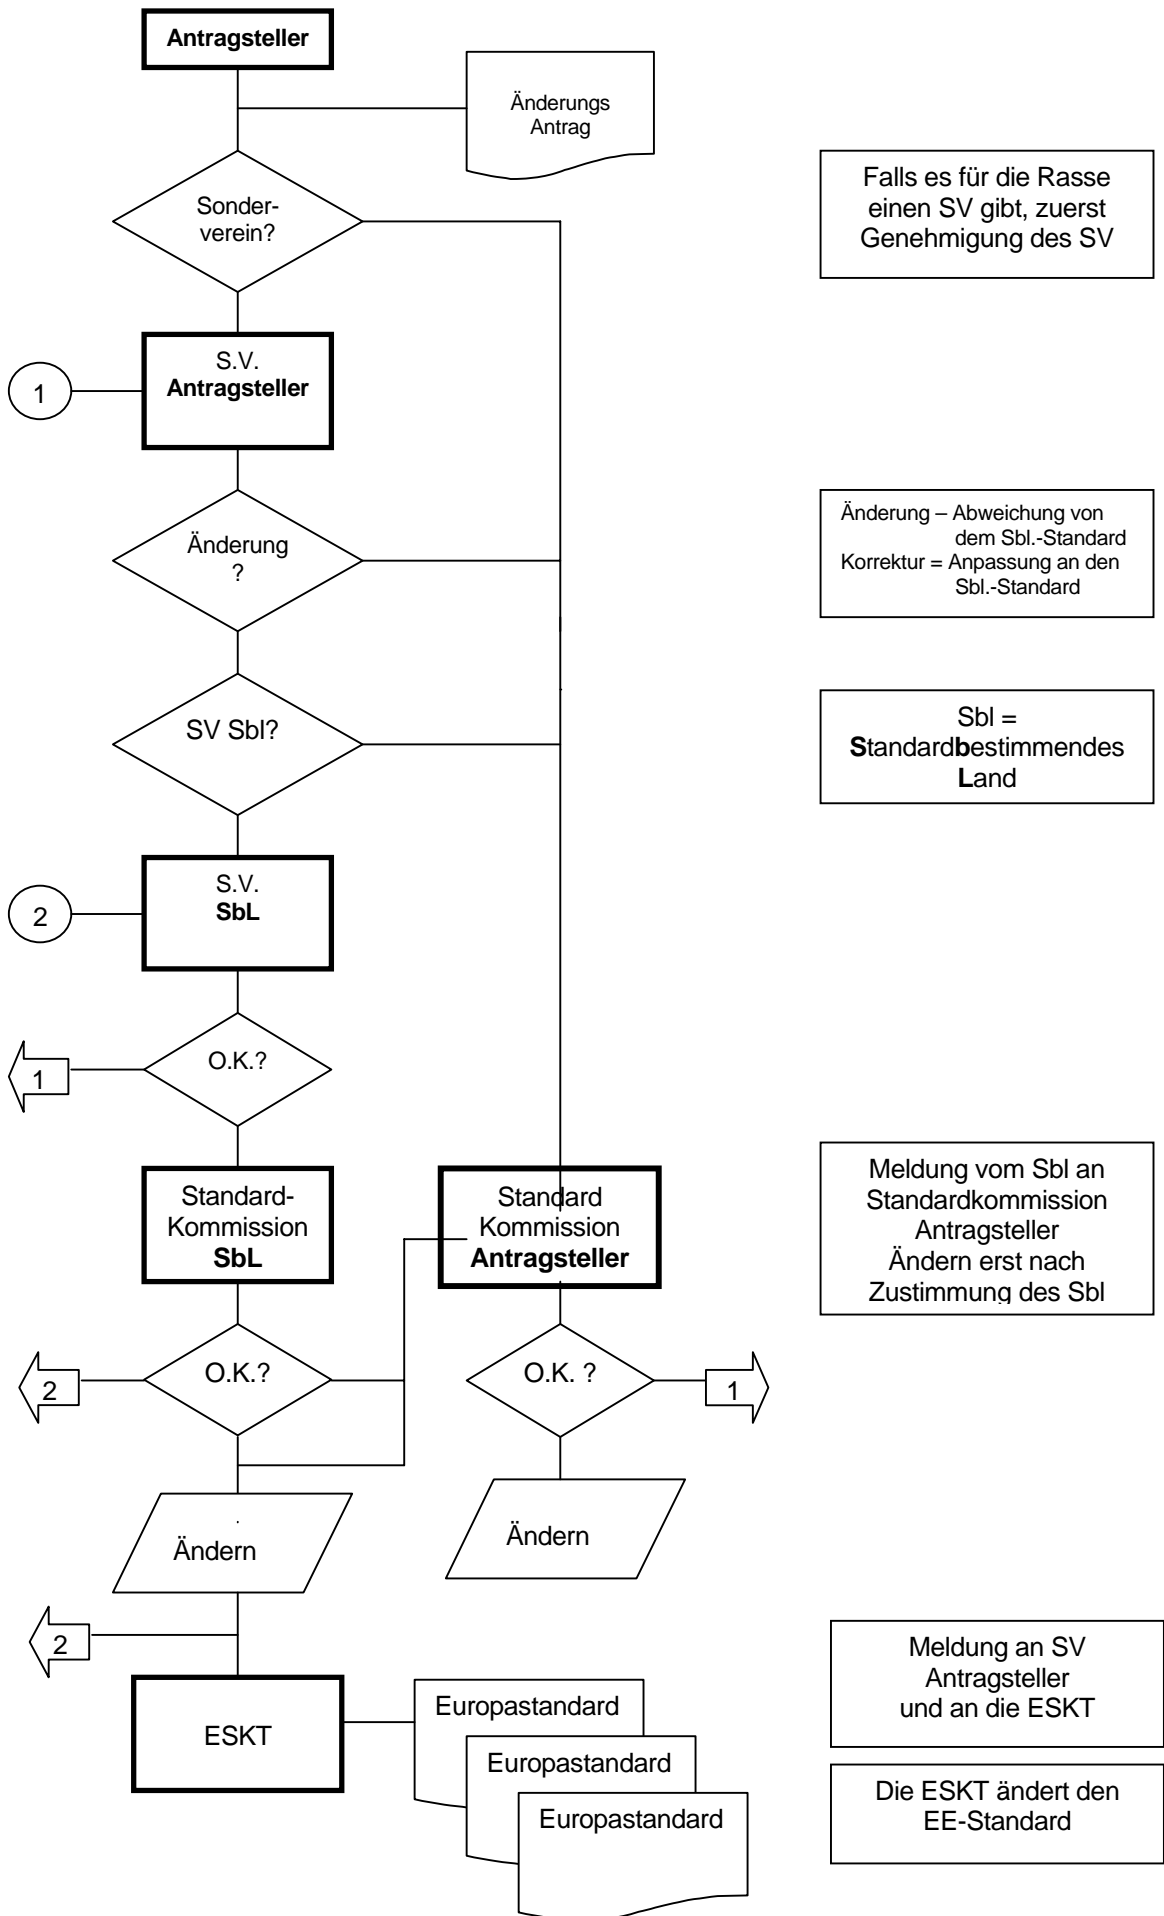 Antragsteller
Änderungs
Antrag
Sonder-
verein?
Falls es für die Rasse
einen SV gibt, zuerst
Genehmigung des SV
1
S.V.
Antragsteller
Änderung
?
Änderung – Abweichung von
dem Sbl.-Standard
Korrektur = Anpassung an den
Sbl.-Standard
SV Sbl?
Sbl =
Standardbestimmendes
Land
2
S.V.
SbL
O.K.?
1
Standard-
Kommission
SbL
Standard
Kommission
Antragsteller
Meldung vom Sbl an
Standardkommission
Antragsteller
Ändern erst nach
Zustimmung des Sbl
2
O.K.?
O.K. ?
1
Ändern
Ändern
2
ESKT
Europastandard
Europastandard
Europastandard
Meldung an SV
Antragsteller
und an die ESKT
Die ESKT ändert den
EE-Standard